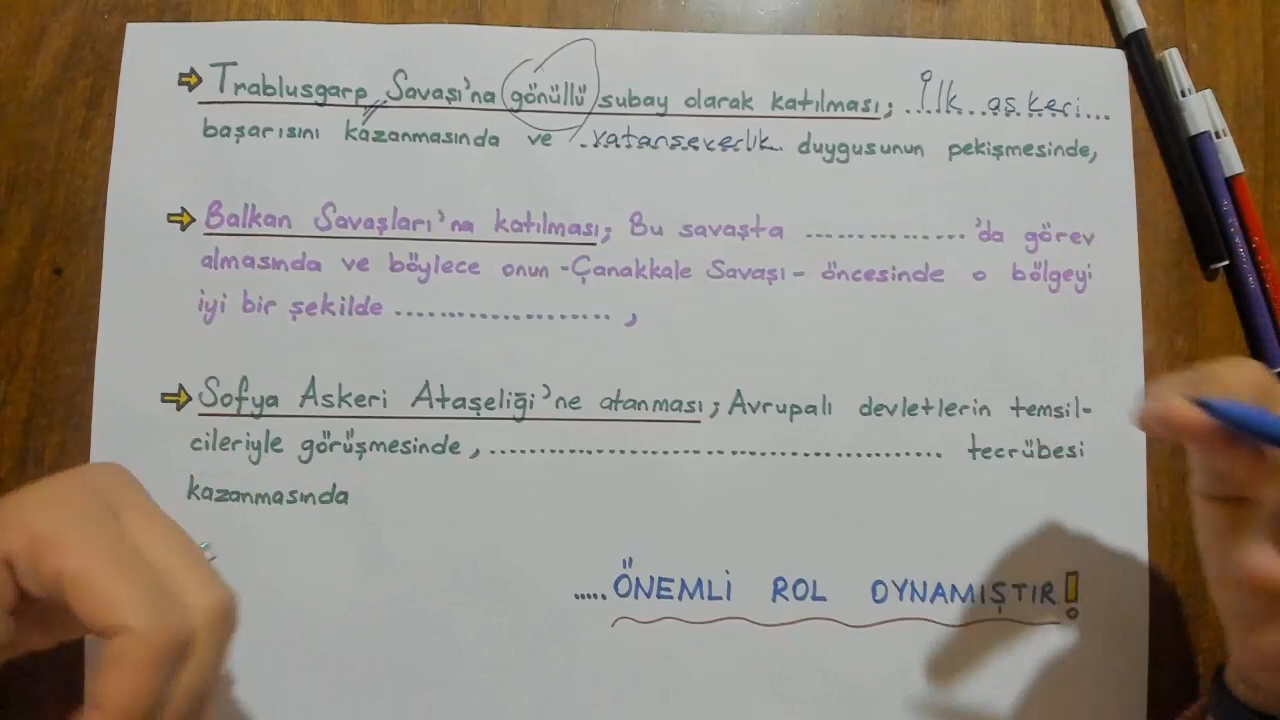 ⇨ Trablusgarp Savaşı'na gönüllü subay olarak katılması; ..İlk..askeri...
başarısını kazanmasında ve ..vatanseverlik. duygusunun pekişmesinde,
⇨ Balkan Savaşları'na katılması; Bu savaşta ...............'da görev
almasında ve böylece onun -Çanakkale Savaşı- öncesinde o bölgeyi
iyi bir şekilde ..................... ,
⇨ Sofya Askeri Ataşeliği'ne atanması; Avrupalı devletlerin temsil-
cileriyle görüşmesinde, ............................................ tecrübesi
kazanmasında
.....ÖNEMLİ ROL OYNAMIŞTIR!